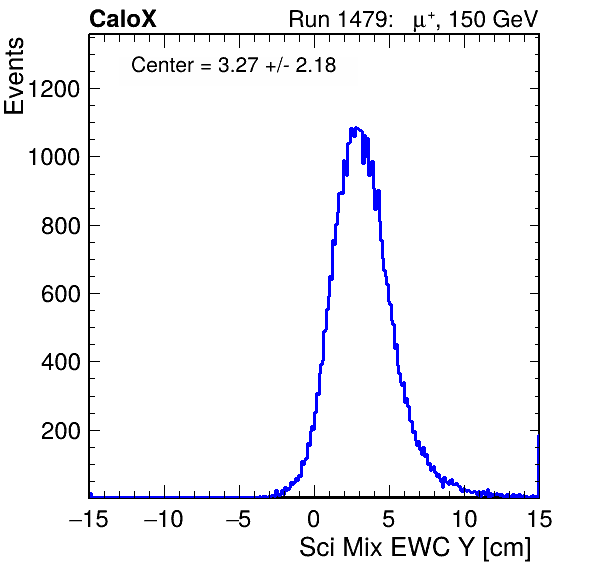 CaloX Run 1479: μ⁺, 150 GeV
Events
Center = 3.27 +/- 2.18
1200
1000
800
600
400
200
−15 −10 −5 0 5 10 15
Sci Mix EWC Y [cm]